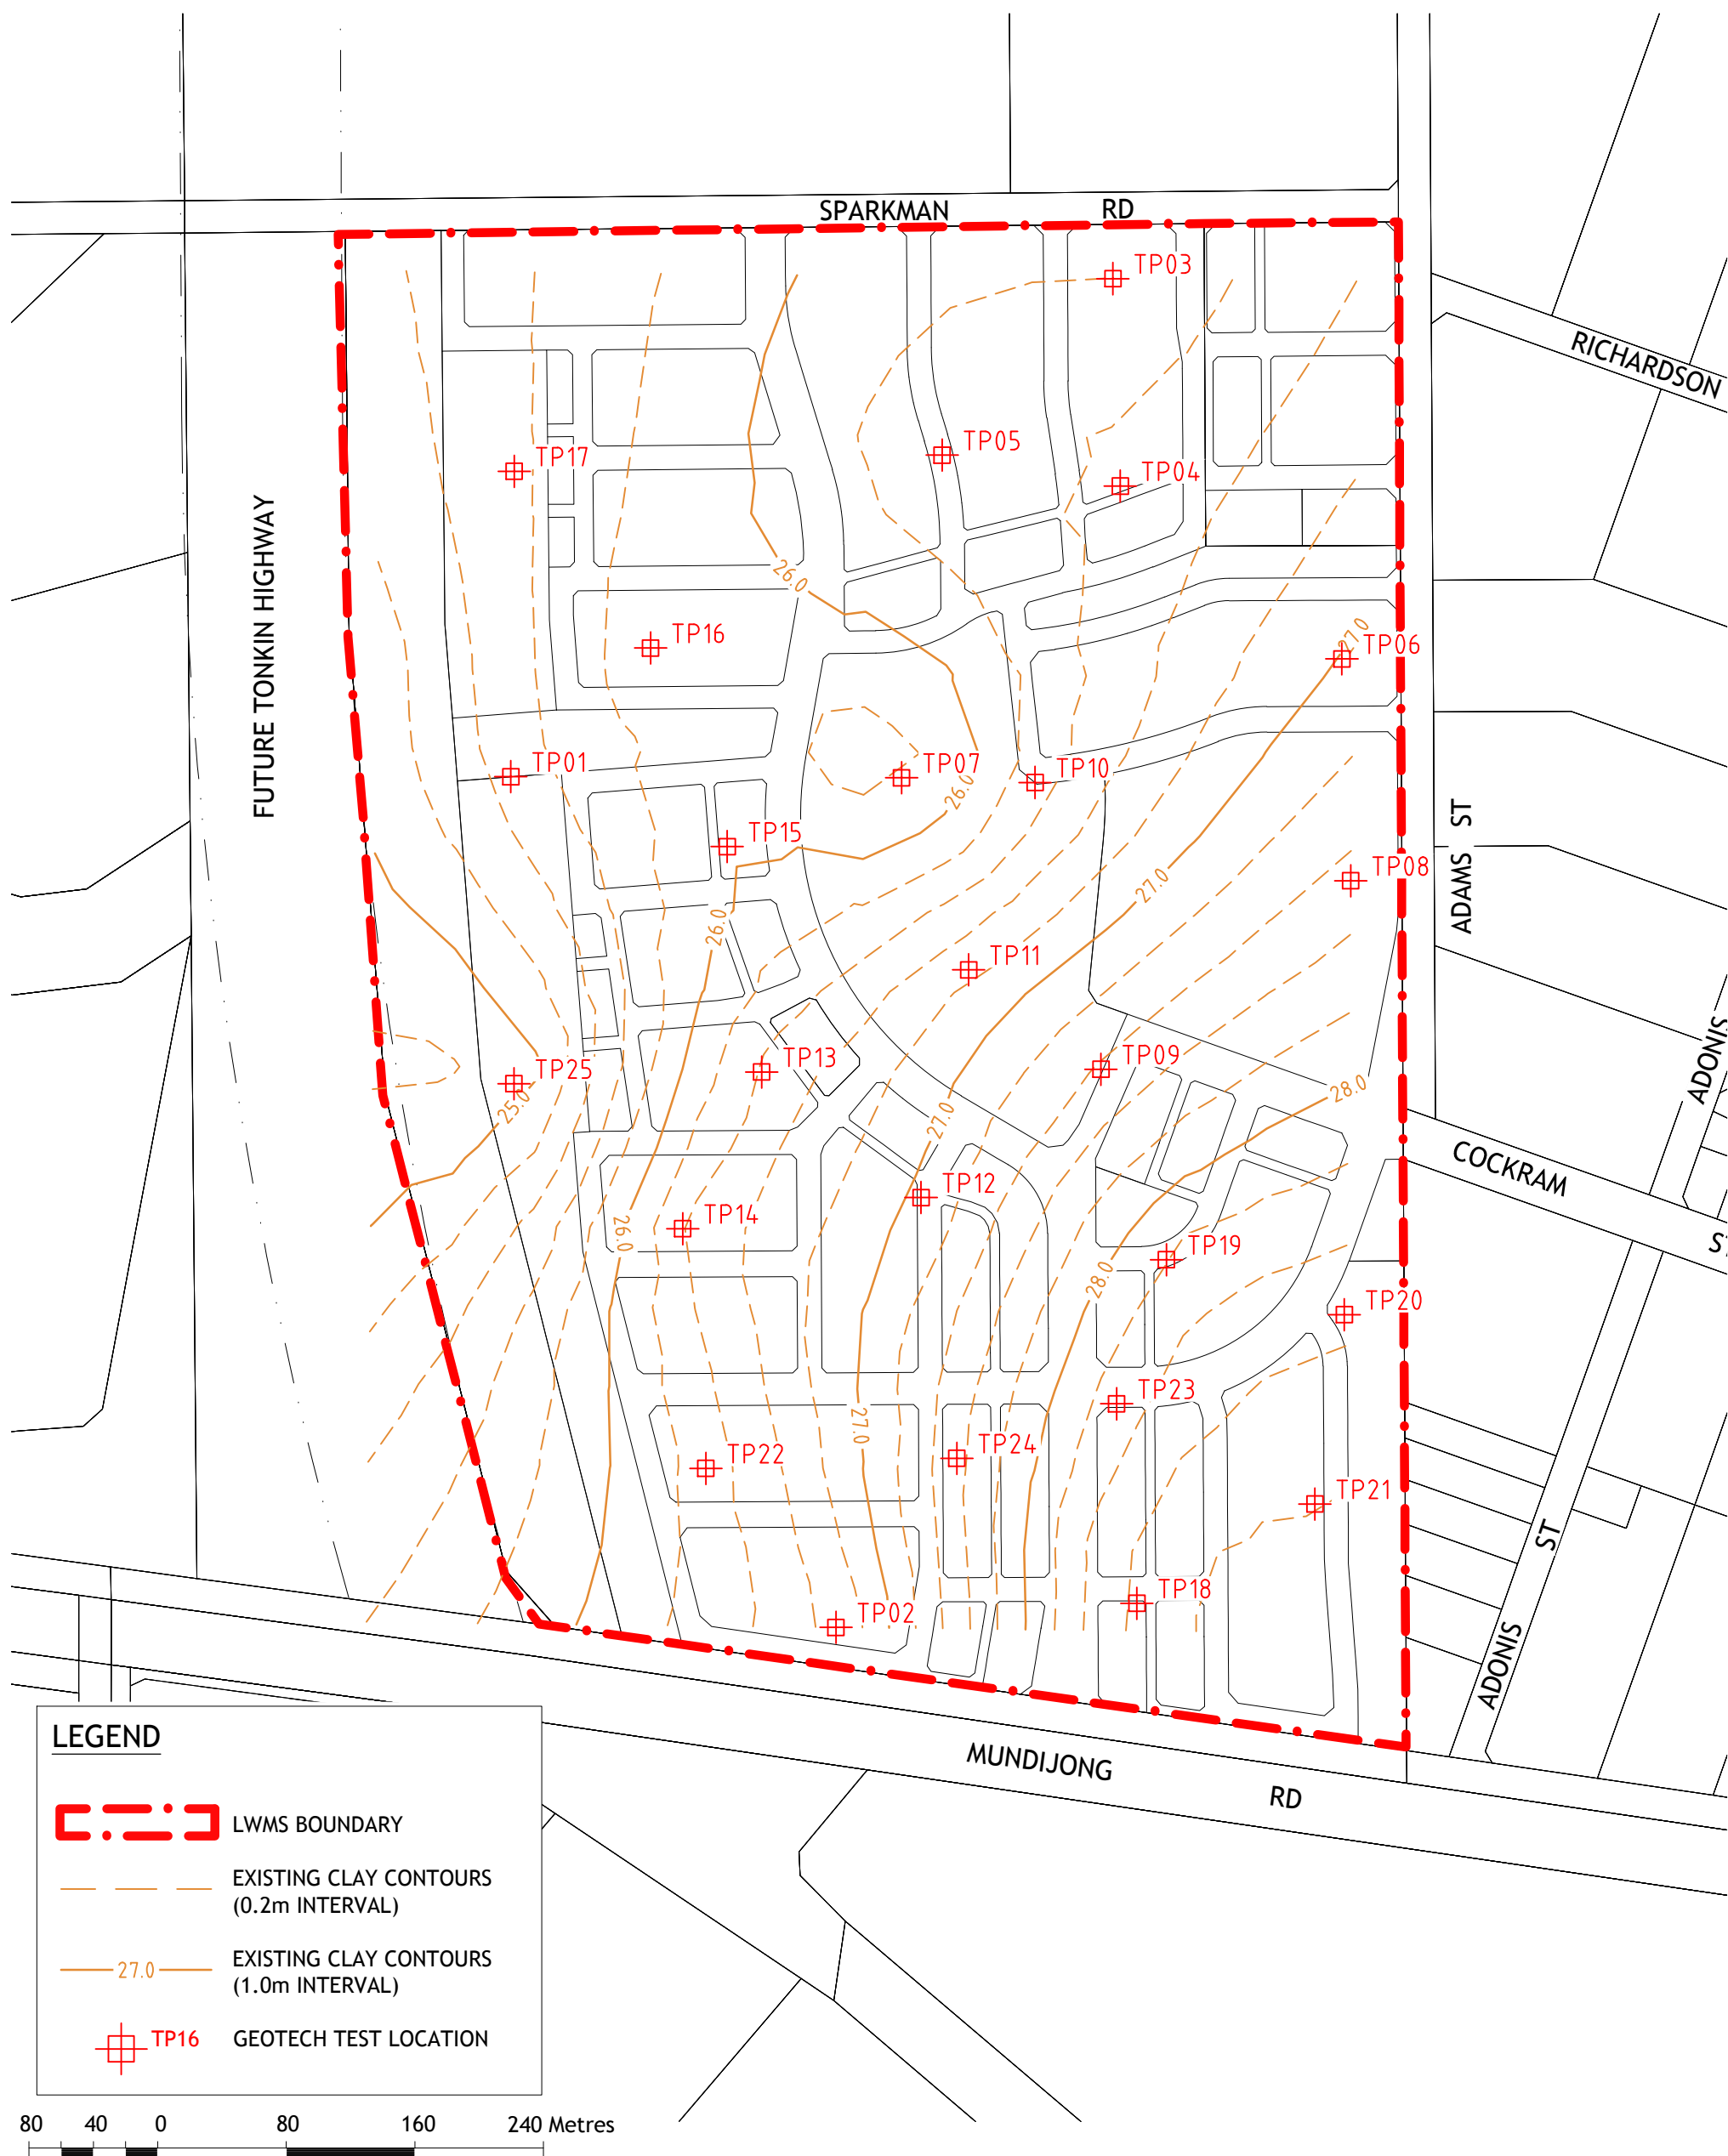 SPARKMAN RD
TP03
RICHARDSON
TP05
TP17
TP04
FUTURE TONKIN HIGHWAY
26.0
TP16
27.0
TP06
TP01
TP07
TP10
26.0
ADAMS ST
TP15
TP08
27.0
26.0
TP11
ADONIS
TP13
TP09
TP25
25.0
28.0
27.0
COCKRAM
TP12
TP14
26.0
ST
TP19
28.0
TP20
TP23
27.0
TP24
TP22
TP21
ST
TP18
TP02
ADONIS
MUNDIJONG RD
LEGEND
LWMS BOUNDARY
EXISTING CLAY CONTOURS
(0.2m INTERVAL)
27.0
EXISTING CLAY CONTOURS
(1.0m INTERVAL)
TP16 GEOTECH TEST LOCATION
80 40 0 80 160 240 Metres